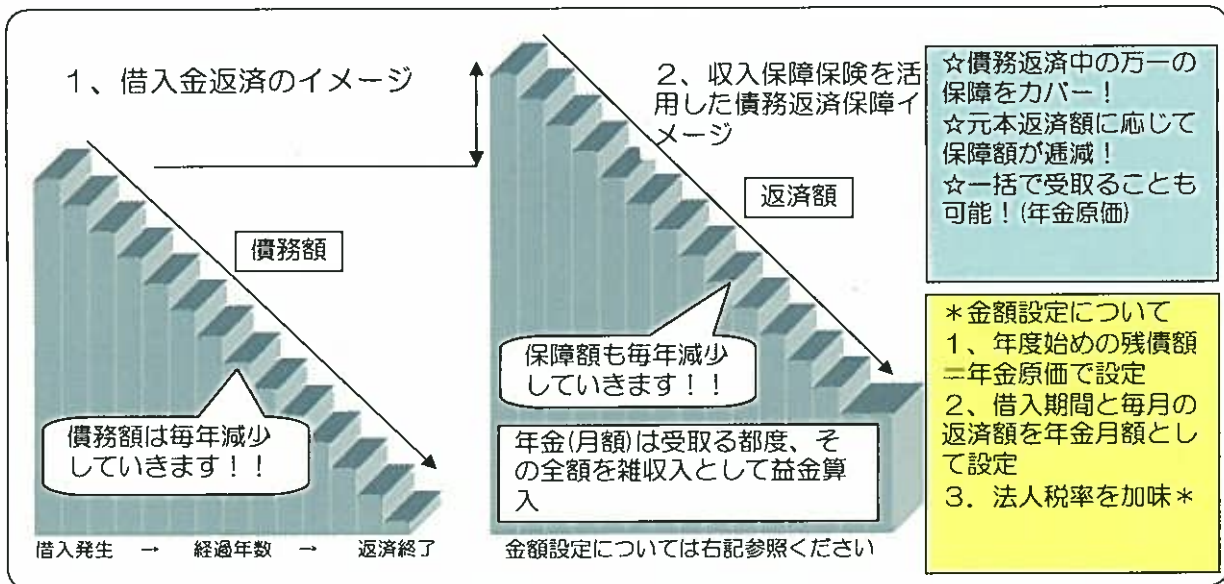 1、借入金返済のイメージ
債務額
債務額は毎年減少
していきます！！
借入発生 → 経過年数 → 返済終了
2、収入保障保険を活
用した債務返済保障イ
メージ
返済額
保障額も毎年減少
していきます！！
年金(月額)は受取る都度、そ
の全額を雑収入として益金算
入
金額設定については右記参照ください
☆債務返済中の万一の
保障をカバー！
☆元本返済額に応じて
保障額が逓減！
☆一括で受取ることも
可能！(年金原価)
＊金額設定について
1、年度始めの残債額
＝年金原価で設定
2、借入期間と毎月の
返済額を年金月額とし
て設定
3．法人税率を加味＊